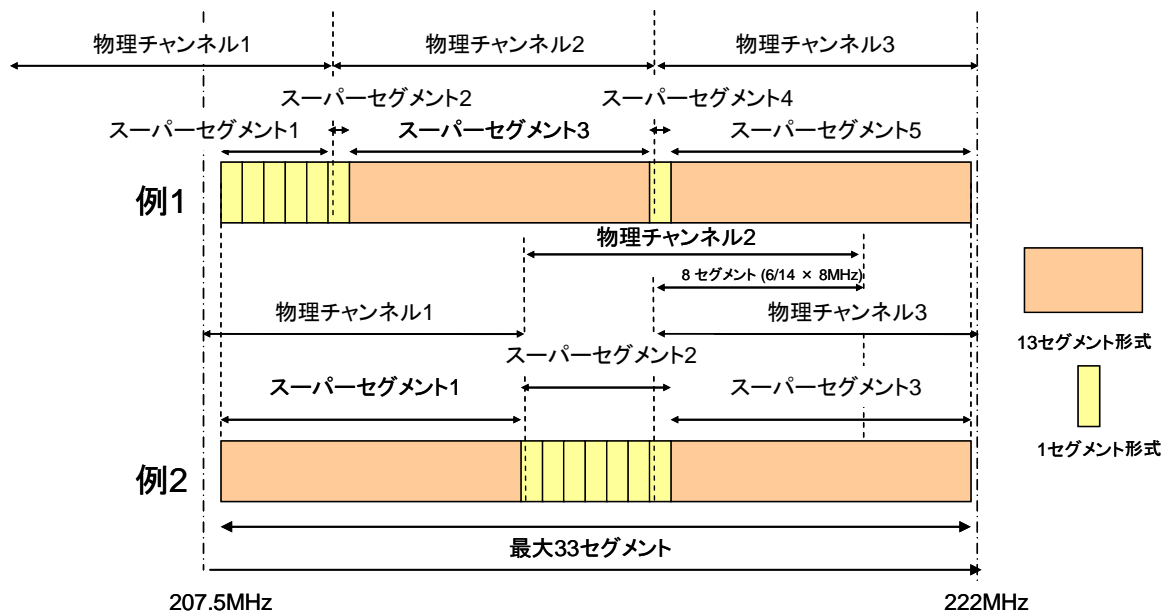 物理チャンネル1
物理チャンネル2
物理チャンネル3
スーパーセグメント2
スーパーセグメント4
スーパーセグメント1
スーパーセグメント3
スーパーセグメント5
例1
物理チャンネル2
8 セグメント (6/14 × 8MHz)
物理チャンネル1
物理チャンネル3
13セグメント形式
スーパーセグメント2
スーパーセグメント1
スーパーセグメント3
1セグメント形式
例2
最大33セグメント
207.5MHz
222MHz